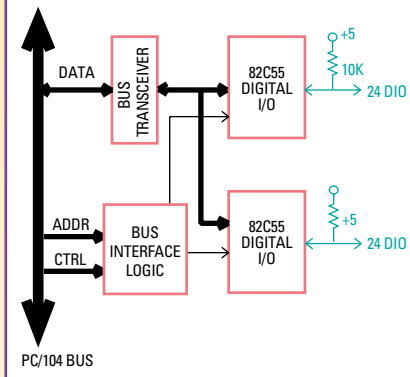 DATA
BUS
TRANSCEIVER
82C55
DIGITAL
I/O
+5
10K
24 DIO
ADDR
CTRL
BUS
INTERFACE
LOGIC
82C55
DIGITAL
I/O
+5
24 DIO
PC/104 BUS